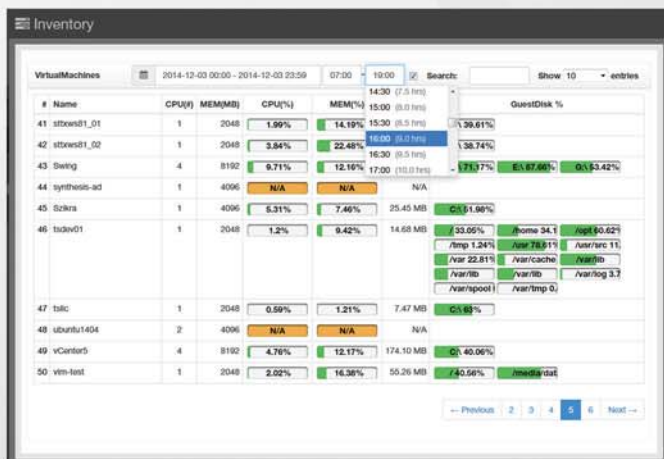 Inventory
VirtualMachines 2014-12-03 00:00 - 2014-12-03 23:59 07:00 - 19:00 Search: Show 10 entries
# Name CPU(#) MEM(MB) CPU(%) MEM(%) GuestDisk %
14:30 (7.5 hrs)
15:00 (8.0 hrs)
15:30 (8.5 hrs)
16:00 (9.0 hrs)
16:30 (9.5 hrs)
17:00 (10.0 hrs)
41 sttxws81_01 1 2048 1.99% 14.19% 39.61%
42 sttxws81_02 1 2048 3.84% 22.48% 38.74%
43 Swing 4 8192 9.71% 12.16% 71.17% E:\ 67.66% G:\ 53.42%
44 synthesis-ad 1 4096 N/A N/A N/A
45 Szikra 1 4096 5.31% 7.46% 25.45 MB C:\ 51.98%
46 tsdev01 1 2048 1.2% 9.42% 14.68 MB / 33.05% /home 34.1 /opt 60.62%
/tmp 1.24% /usr 78.61% /usr/src 11.
/var 22.81% /var/cache /var/lib
/var/lib /var/lib /var/log 3.7
/var/spool /var/tmp 0.
47 tslic 1 2048 0.59% 1.21% 7.47 MB C:\ 63%
48 ubuntu1404 2 4096 N/A N/A N/A
49 vCenter5 4 8192 4.76% 12.17% 174.10 MB C:\ 40.06%
50 vim-test 1 2048 2.02% 16.38% 55.26 MB / 40.56% /media/dat
← Previous 2 3 4 5 6 Next →